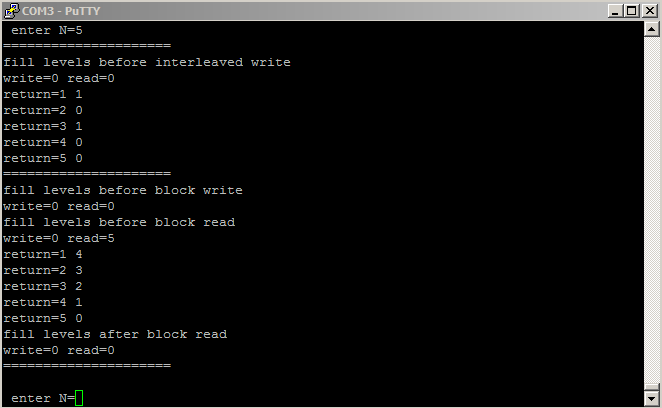 COM3 - PuTTY
enter N=5
=====================
fill levels before interleaved write
write=0 read=0
return=1 1
return=2 0
return=3 1
return=4 0
return=5 0
=====================
fill levels before block write
write=0 read=0
fill levels before block read
write=0 read=5
return=1 4
return=2 3
return=3 2
return=4 1
return=5 0
fill levels after block read
write=0 read=0
=====================
enter N=